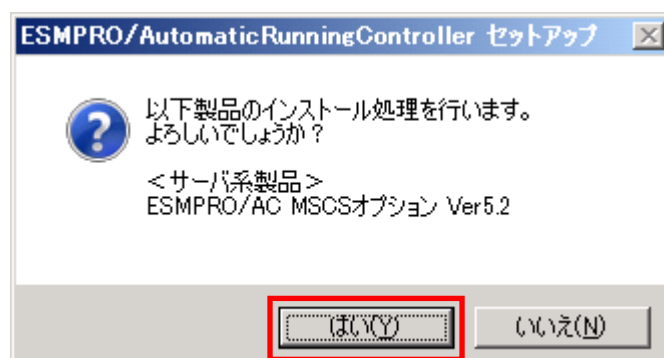 ESMPRO/AutomaticRunningController セットアップ
以下製品のインストール処理を行います。
よろしいでしょうか？
＜サーバ系製品＞
ESMPRO/AC MSCSオプション Ver5.2
はい(Y)
いいえ(N)